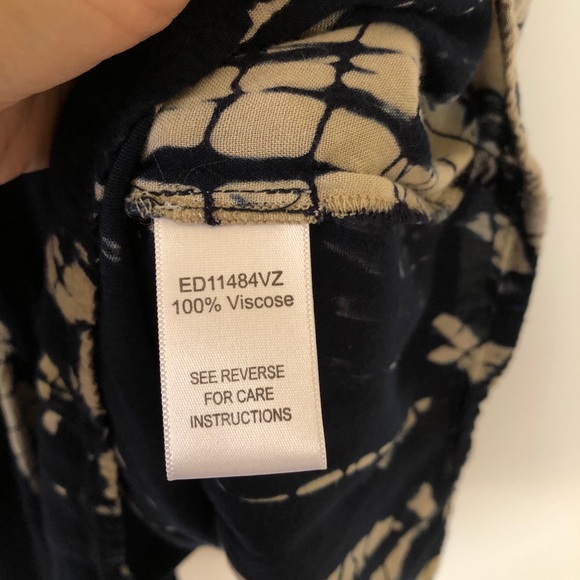 ED11484VZ
100% Viscose
SEE REVERSE
FOR CARE
INSTRUCTIONS